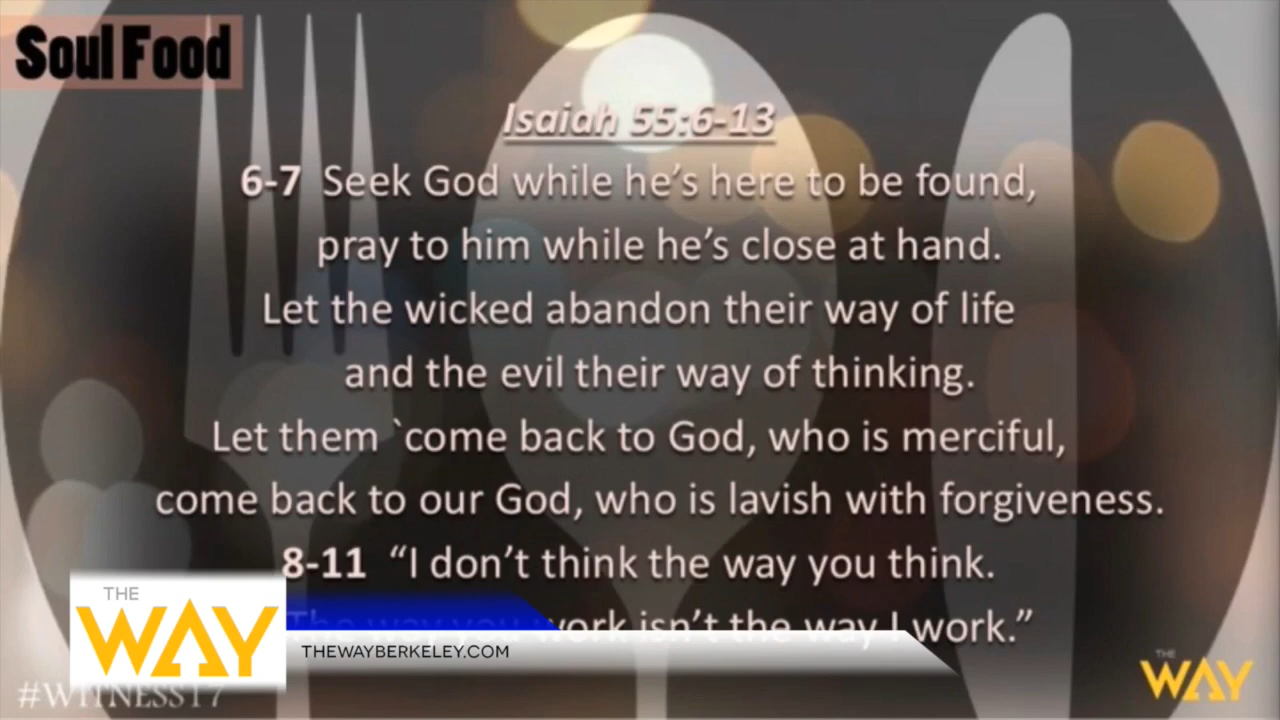 Soul Food
Isaiah 55:6-13
6-7 Seek God while he’s here to be found,
pray to him while he’s close at hand.
Let the wicked abandon their way of life
and the evil their way of thinking.
Let them `come back to God, who is merciful,
come back to our God, who is lavish with forgiveness.
8-11 “I don’t think the way you think.
The way you work isn’t the way I work.”
THE
WAY
THEWAYBERKELEY.COM
#WITNESS17
THE
WAY